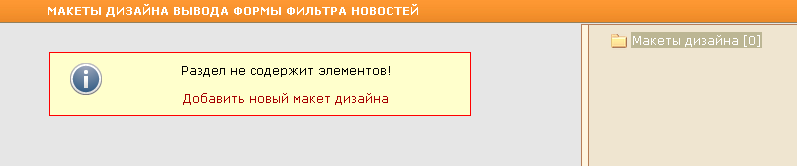 МАКЕТЫ ДИЗАЙНА ВЫВОДА ФОРМЫ ФИЛЬТРА НОВОСТЕЙ
Раздел не содержит элементов!
Добавить новый макет дизайна
Макеты дизайна [0]